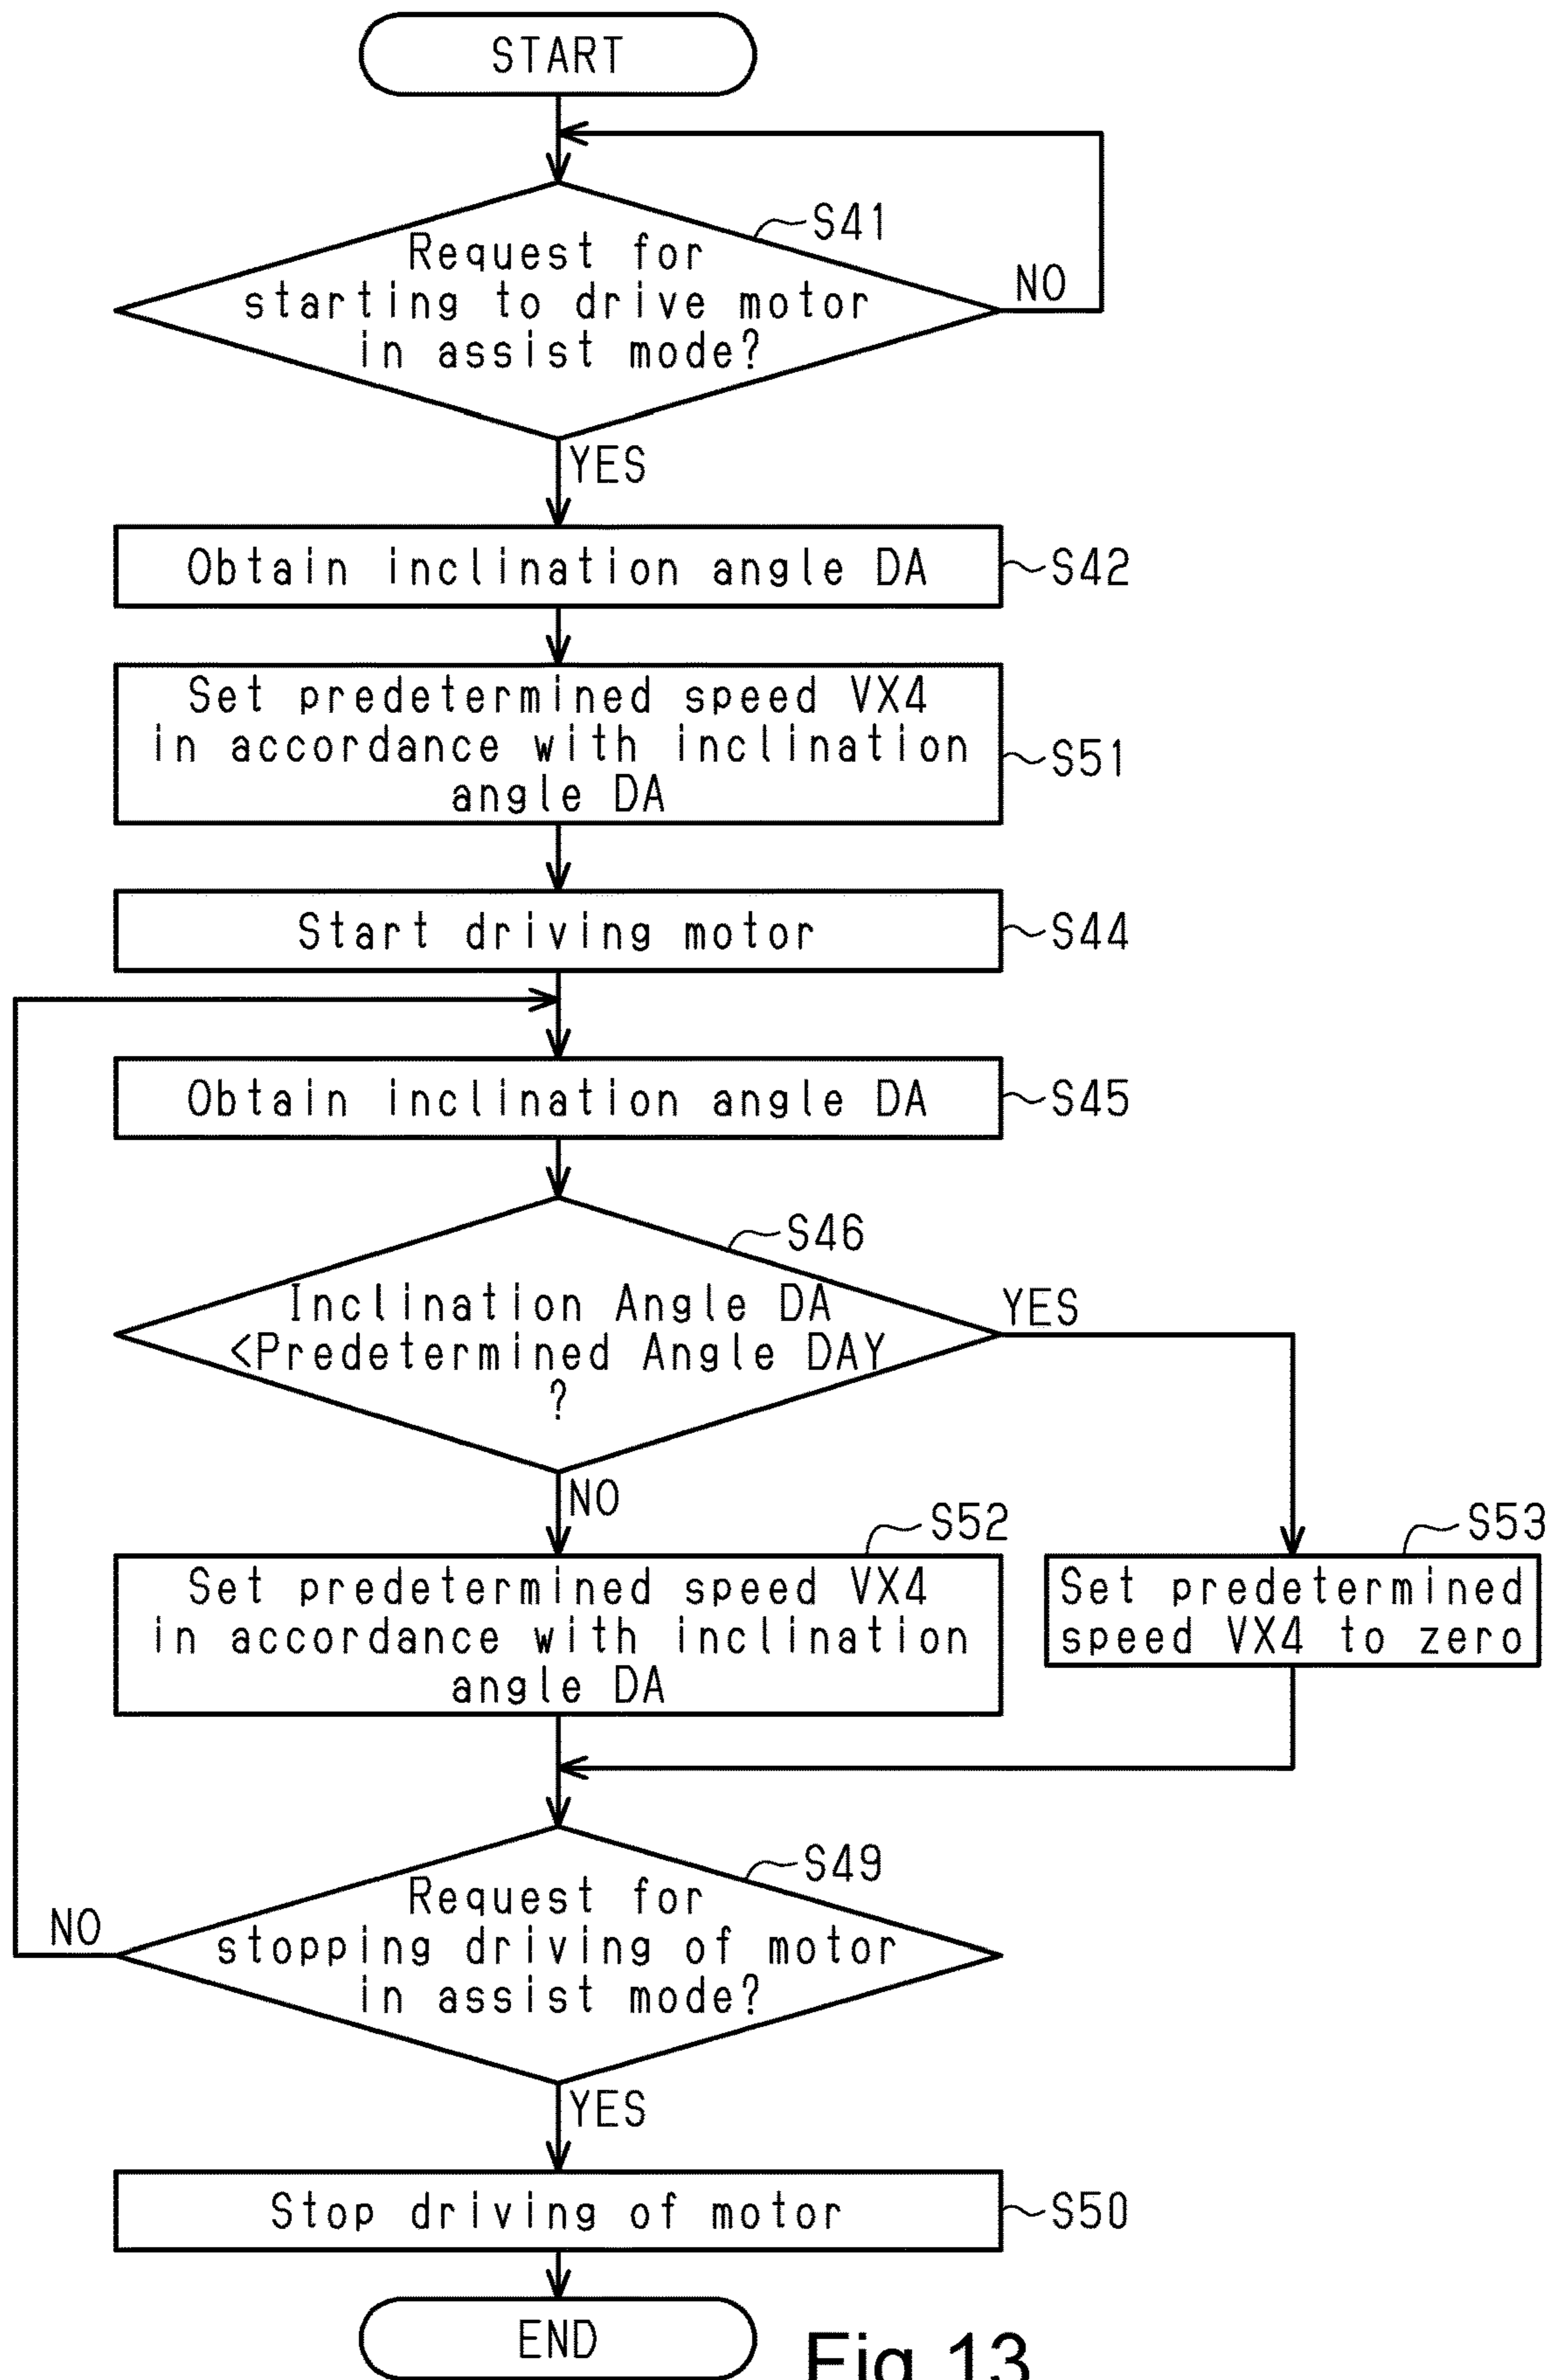 START
S41
Request for
starting to drive motor
in assist mode?
NO
YES
Obtain inclination angle DA
S42
Set predetermined speed VX4
in accordance with inclination
angle DA
S51
Start driving motor
S44
Obtain inclination angle DA
S45
S46
Inclination Angle DA
<Predetermined Angle DAY
?
YES
NO
S52
Set predetermined speed VX4
in accordance with inclination
angle DA
S53
Set predetermined
speed VX4 to zero
S49
Request for
stopping driving of motor
in assist mode?
NO
YES
Stop driving of motor
S50
END
Fig.13